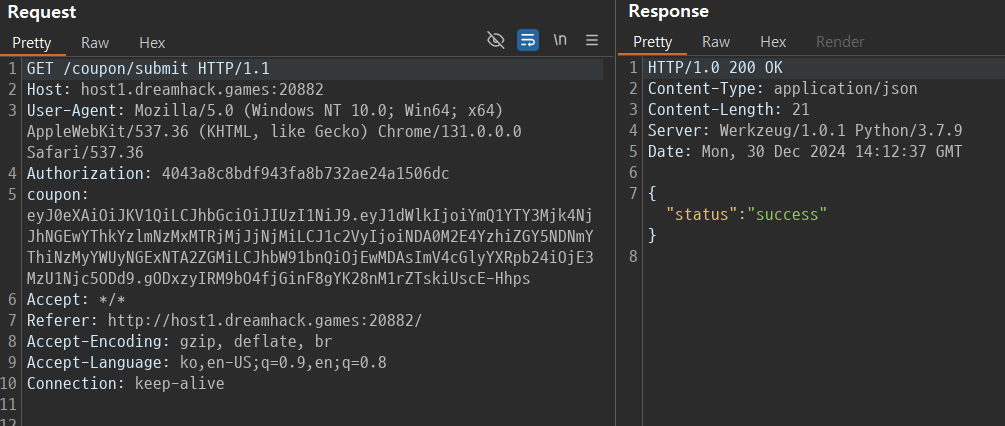 Request
Pretty Raw Hex
\n
1 GET /coupon/submit HTTP/1.1
2 Host: host1.dreamhack.games:20882
3 User-Agent: Mozilla/5.0 (Windows NT 10.0; Win64; x64)
AppleWebKit/537.36 (KHTML, like Gecko) Chrome/131.0.0.0
Safari/537.36
4 Authorization: 4043a8c8bdf943fa8b732ae24a1506dc
5 coupon:
eyJ0eXAiOiJKV1QiLCJhbGciOiJIUzI1NiJ9.eyJ1dWlkIjoiYmQ1YTY3Mjk4Nj
JhNGEwYThkYzlmNzMxMTRjMjJjNjMiLCJ1c2VyIjoiNDA0M2E4YzhiZGY5NDNmY
ThiNzMyYWUyNGExNTA2ZGMiLCJhbW91bnQiOjEwMDAsImV4cGlyYXRpb24iOjE3
MzU1Njc5ODd9.gODxzyIRM9bO4fjGinF8gYK28nM1rZTskiUscE-Hhps
6 Accept: */*
7 Referer: http://host1.dreamhack.games:20882/
8 Accept-Encoding: gzip, deflate, br
9 Accept-Language: ko,en-US;q=0.9,en;q=0.8
10 Connection: keep-alive
11
12
Response
Pretty Raw Hex Render
1 HTTP/1.0 200 OK
2 Content-Type: application/json
3 Content-Length: 21
4 Server: Werkzeug/1.0.1 Python/3.7.9
5 Date: Mon, 30 Dec 2024 14:12:37 GMT
6
7 {
"status":"success"
}
8